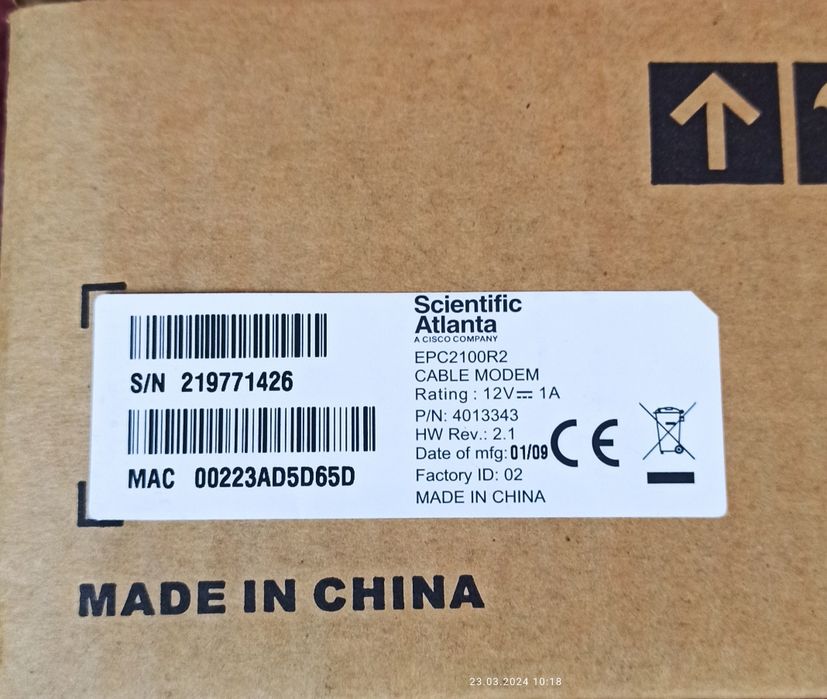 S/N 219771426
MAC 00223AD5D65D
Scientific
Atlanta
A CISCO COMPANY
EPC2100R2
CABLE MODEM
Rating : 12V⎓ 1A
P/N: 4013343
HW Rev.: 2.1
Date of mfg: 01/09
Factory ID: 02
MADE IN CHINA
CE
MADE IN CHINA
23.03.2024 10:18